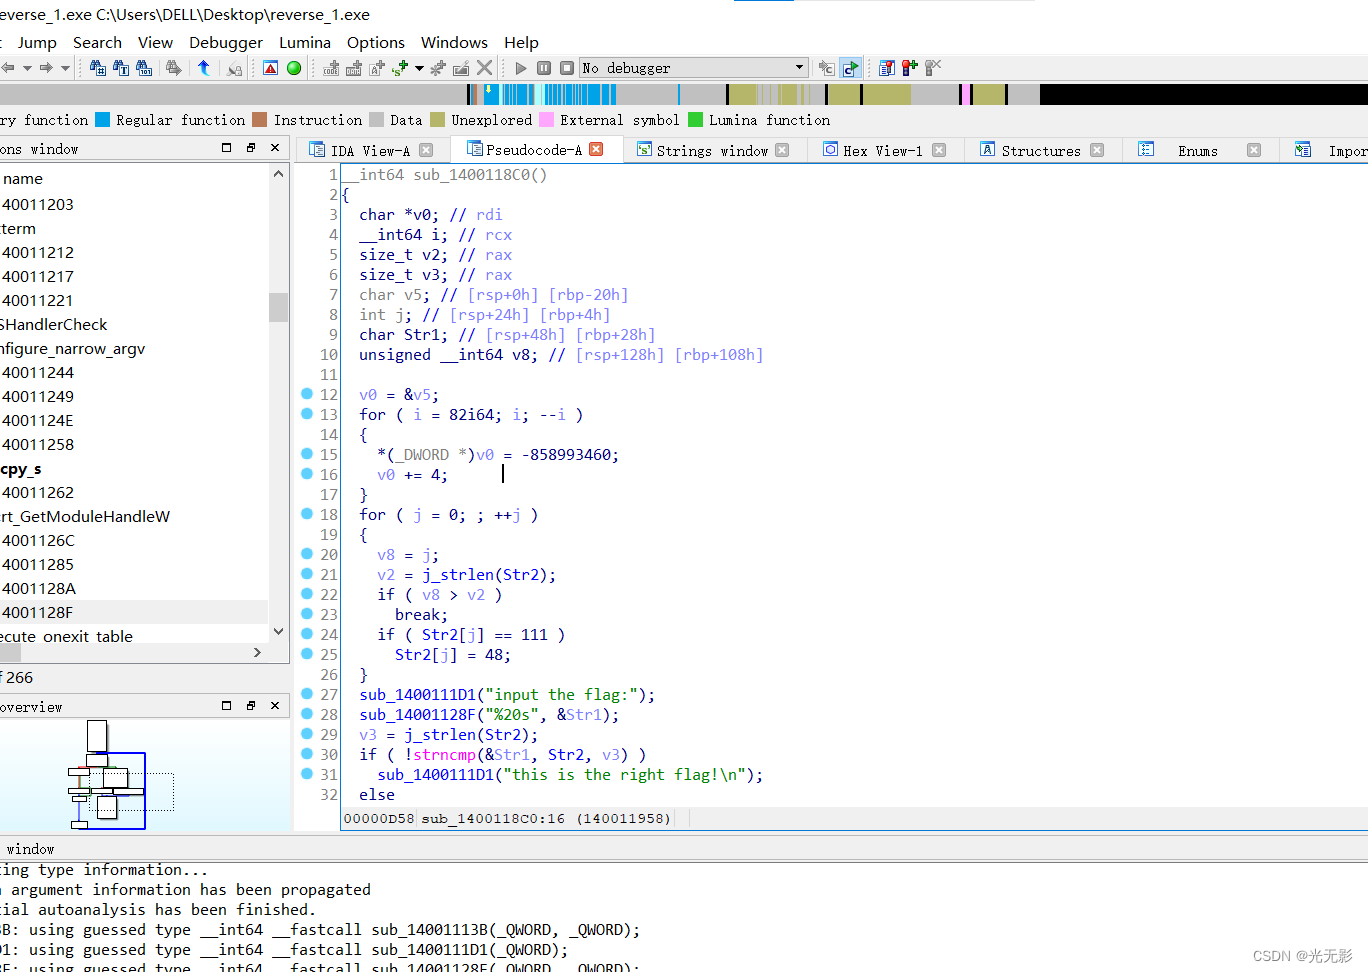 everse_1.exe C:\Users\DELL\Desktop\reverse_1.exe
t Jump Search View Debugger Lumina Options Windows Help
No debugger
ry function Regular function Instruction Data Unexplored External symbol Lumina function
ons window
IDA View-A Pseudocode-A Strings window Hex View-1 Structures Enums Impor
name
40011203
term
40011212
40011217
40011221
SHandlerCheck
nfigure_narrow_argv
40011244
40011249
4001124E
40011258
cpy_s
40011262
rt_GetModuleHandleW
4001126C
40011285
4001128A
4001128F
ecute_onexit_table
f 266
overview
1 __int64 sub_1400118C0()
2 {
3 char *v0; // rdi
4 __int64 i; // rcx
5 size_t v2; // rax
6 size_t v3; // rax
7 char v5; // [rsp+0h] [rbp-20h]
8 int j; // [rsp+24h] [rbp+4h]
9 char Str1; // [rsp+48h] [rbp+28h]
10 unsigned __int64 v8; // [rsp+128h] [rbp+108h]
11
12 v0 = &v5;
13 for ( i = 82i64; i; --i )
14 {
15 *(_DWORD *)v0 = -858993460;
16 v0 += 4;
17 }
18 for ( j = 0; ; ++j )
19 {
20 v8 = j;
21 v2 = j_strlen(Str2);
22 if ( v8 > v2 )
23 break;
24 if ( Str2[j] == 111 )
25 Str2[j] = 48;
26 }
27 sub_1400111D1("input the flag:");
28 sub_14001128F("%20s", &Str1);
29 v3 = j_strlen(Str2);
30 if ( !strncmp(&Str1, Str2, v3) )
31 sub_1400111D1("this is the right flag!\n");
32 else
00000D58 sub_1400118C0:16 (140011958)
window
ting type information...
n argument information has been propagated
tial autoanalysis has been finished.
3B: using guessed type __int64 __fastcall sub_14001113B(_QWORD, _QWORD);
D1: using guessed type __int64 __fastcall sub_1400111D1(_QWORD);
8F: using guessed type __int64 __fastcall sub_14001128F(_QWORD, _QWORD);
CSDN @光无影